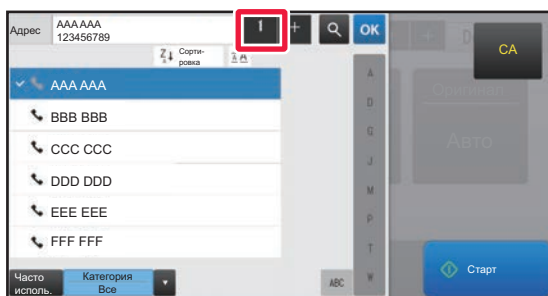 Адрес
AAA AAA
123456789
1
+
OK
CA
Z
A
Сорти-
ровка
AAA AAA
BBB BBB
CCC CCC
DDD DDD
EEE EEE
FFF FFF
A
D
G
J
M
P
T
W
Оригинал
Авто
Часто
исполь.
Категория
Все
ABC
Старт